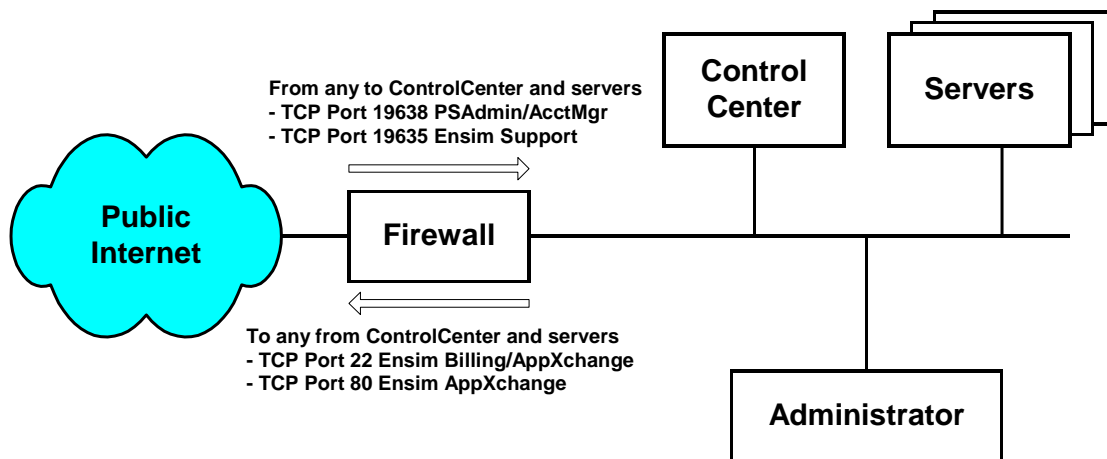 Control
Center
Servers
From any to ControlCenter and servers
- TCP Port 19638 PSAdmin/AcctMgr
- TCP Port 19635 Ensim Support
Public
Internet
Firewall
To any from ControlCenter and servers
- TCP Port 22 Ensim Billing/AppXchange
- TCP Port 80 Ensim AppXchange
Administrator